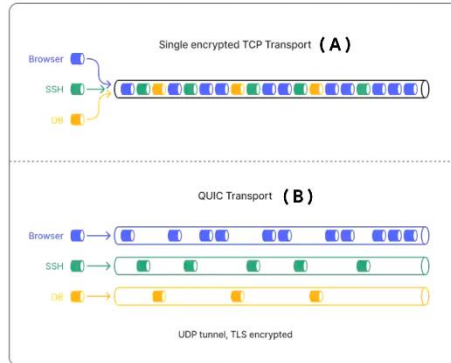 Single encrypted TCP Transport (A)
Browser
SSH
DB
QUIC Transport (B)
Browser
SSH
DB
UDP tunnel, TLS encrypted